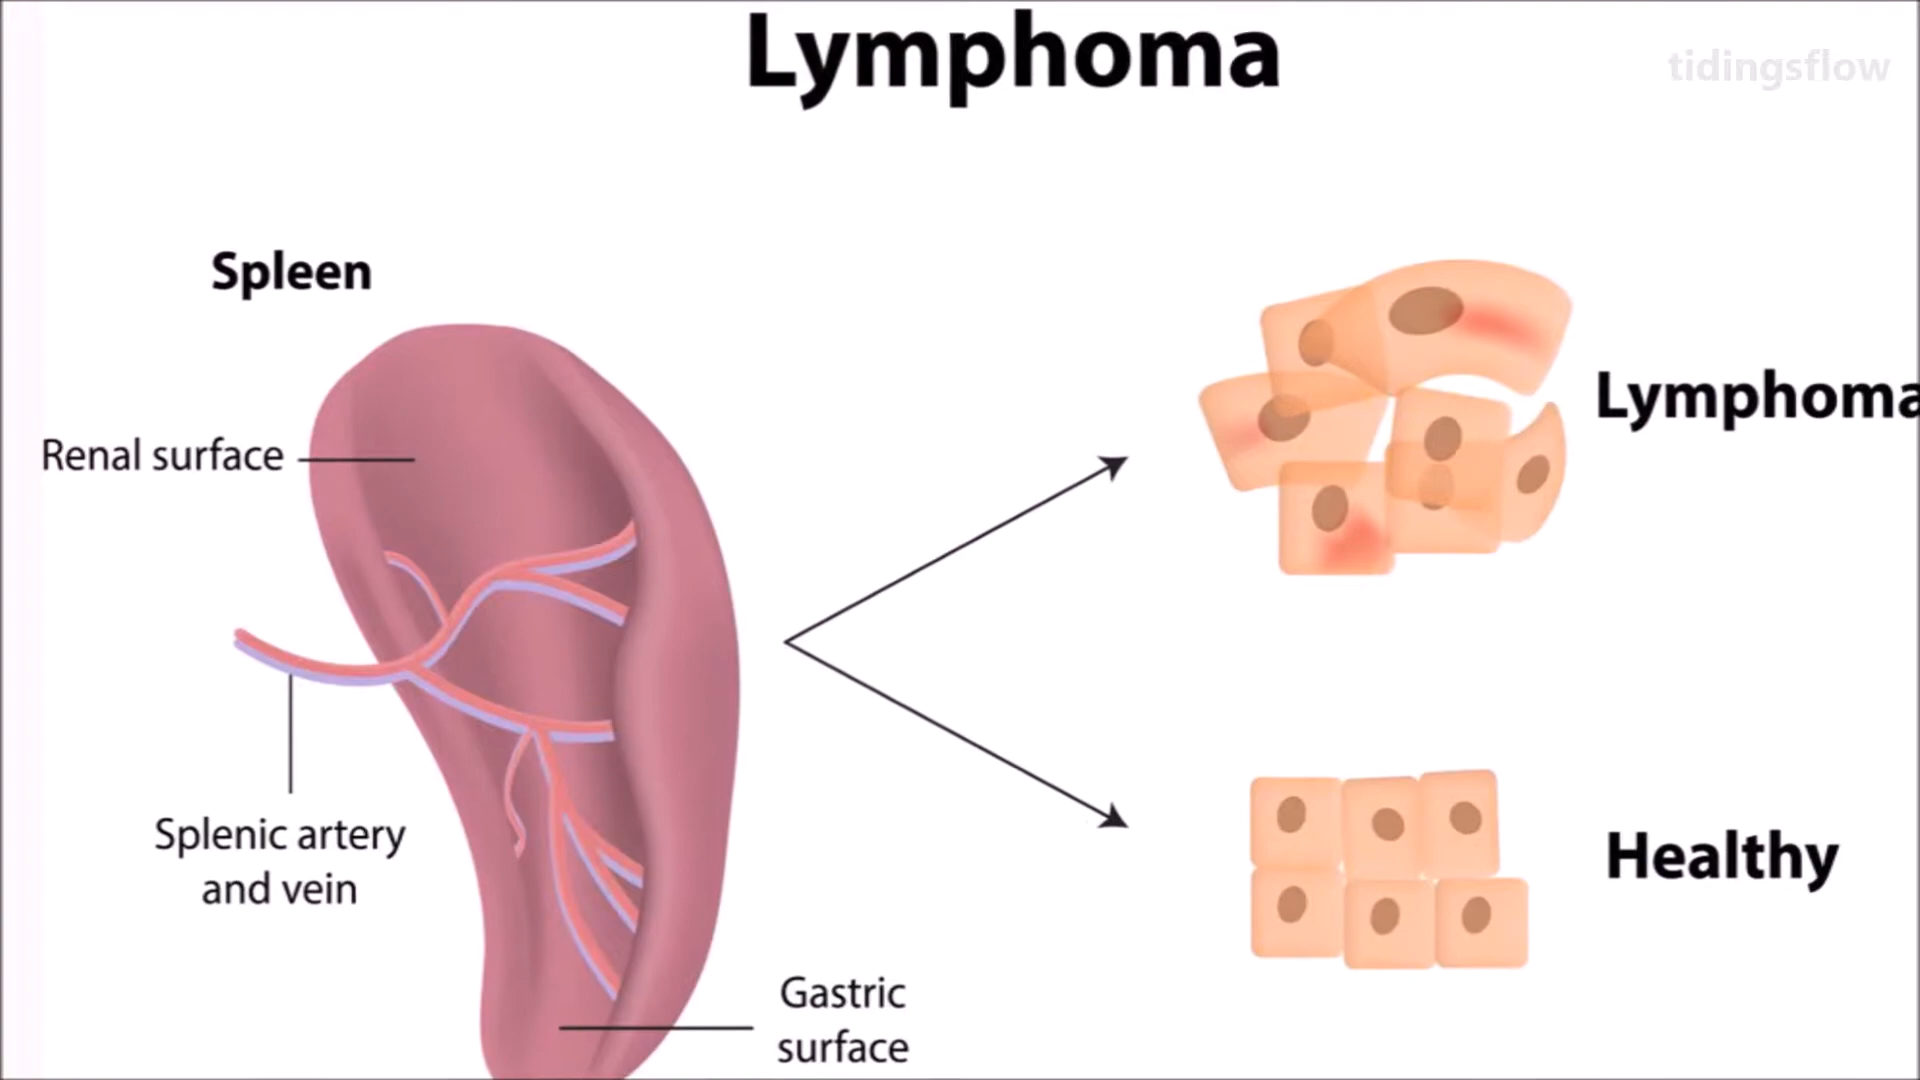 Lymphoma
tidingsflow
Spleen
Renal surface
Lymphoma
Splenic artery
and vein
Healthy
Gastric
surface